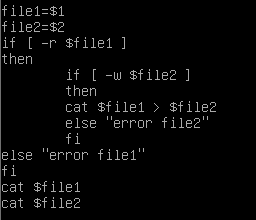 file1=$1
file2=$2
if [ -r $file1 ]
then
        if [ -w $file2 ]
        then
        cat $file1 > $file2
        else "error file2"
        fi
else "error file1"
fi
cat $file1
cat $file2